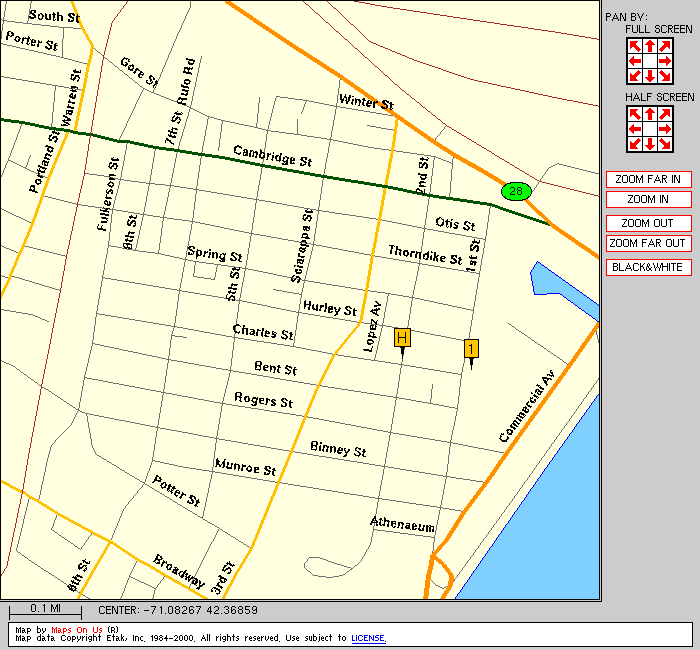 South St
Porter St
Gore St
Warren St
7th St
Rufo Rd
Winter St
Cambridge St
Portland St
Fulkerson St
2nd St
28
8th St
Sciarappa St
Otis St
Thorndike St
1st St
Spring St
5th St
Hurley St
Lopez Av
Charles St
H
1
Bent St
Rogers St
Commercial Av
Binney St
Munroe St
Potter St
Athenaeum
Broadway
6th St
3rd St
PAN BY:
FULL SCREEN
HALF SCREEN
ZOOM FAR IN
ZOOM IN
ZOOM OUT
ZOOM FAR OUT
BLACK&WHITE
0.1 MI
CENTER: -71.08267 42.36859
Map by Maps On Us (R)
Map data Copyright Etak, Inc. 1984-2000. All rights reserved. Use subject to LICENSE.